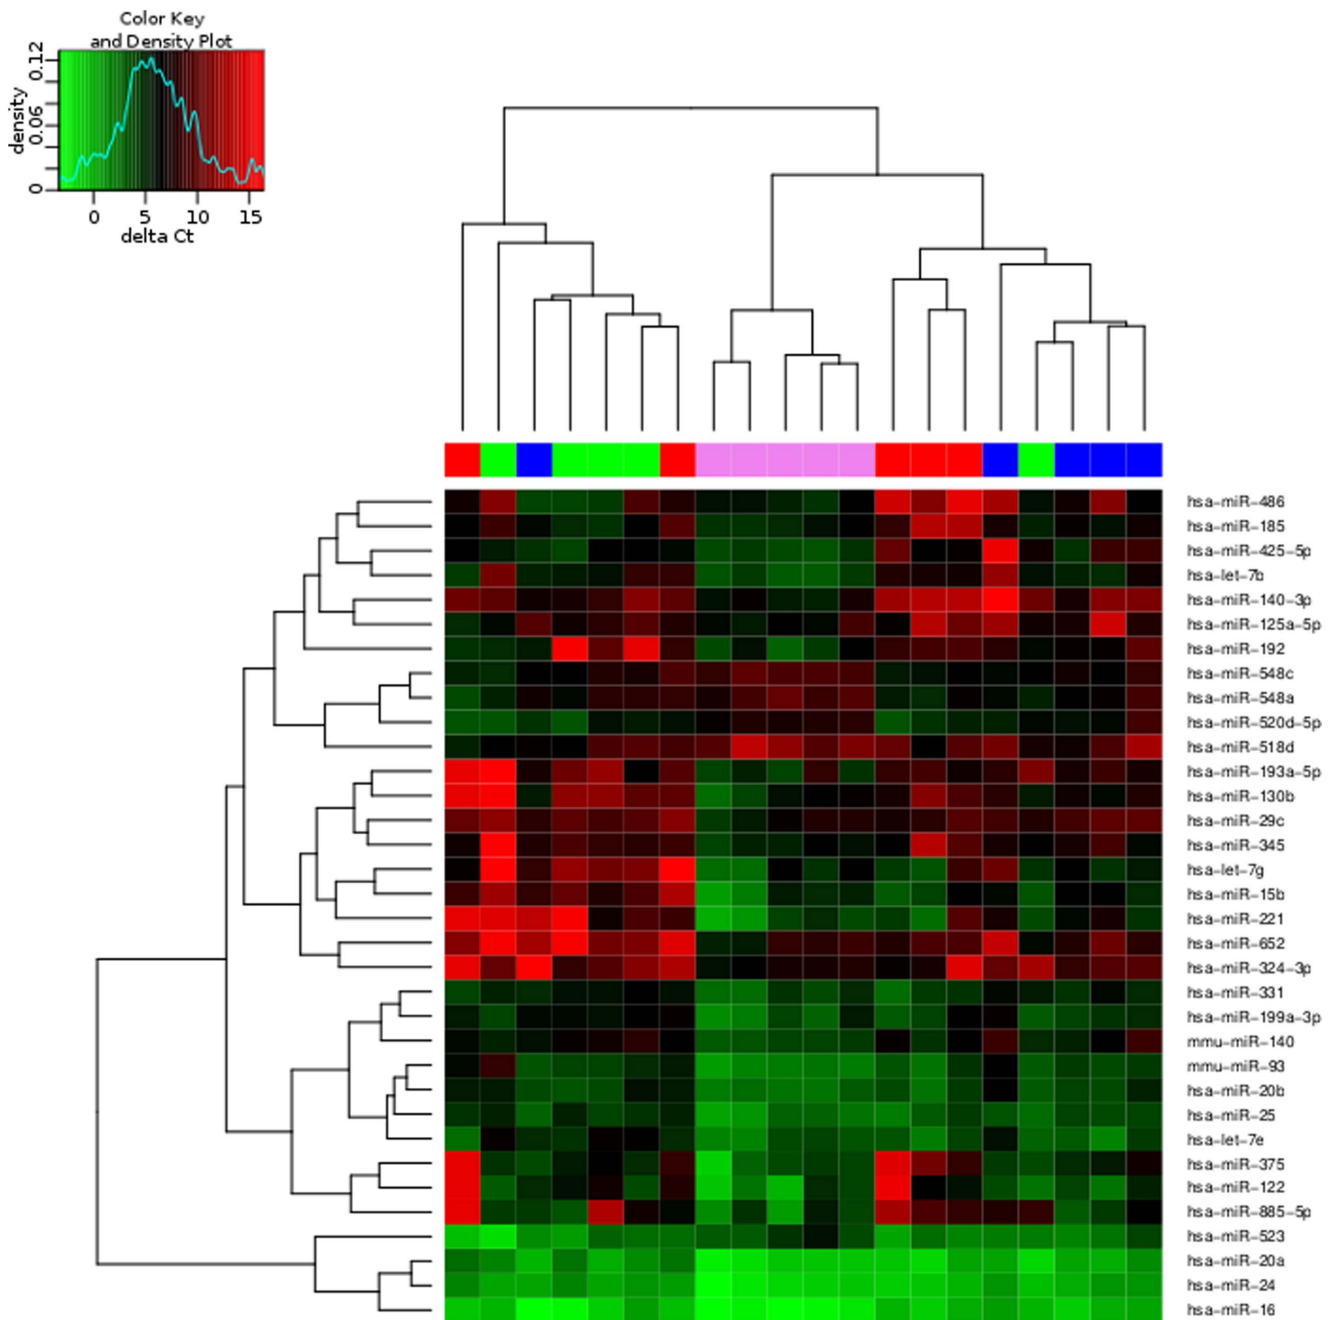 Color Key
and Density Plot
density
0 0.06 0.12
0 5 10 15
delta Ct
hsa-miR-486
hsa-miR-185
hsa-miR-425-5p
hsa-let-7b
hsa-miR-140-3p
hsa-miR-125a-5p
hsa-miR-192
hsa-miR-548c
hsa-miR-548a
hsa-miR-520d-5p
hsa-miR-518d
hsa-miR-193a-5p
hsa-miR-130b
hsa-miR-29c
hsa-miR-345
hsa-let-7g
hsa-miR-15b
hsa-miR-221
hsa-miR-652
hsa-miR-324-3p
hsa-miR-331
hsa-miR-199a-3p
mmu-miR-140
mmu-miR-93
hsa-miR-20b
hsa-miR-25
hsa-let-7e
hsa-miR-375
hsa-miR-122
hsa-miR-885-5p
hsa-miR-523
hsa-miR-20a
hsa-miR-24
hsa-miR-16